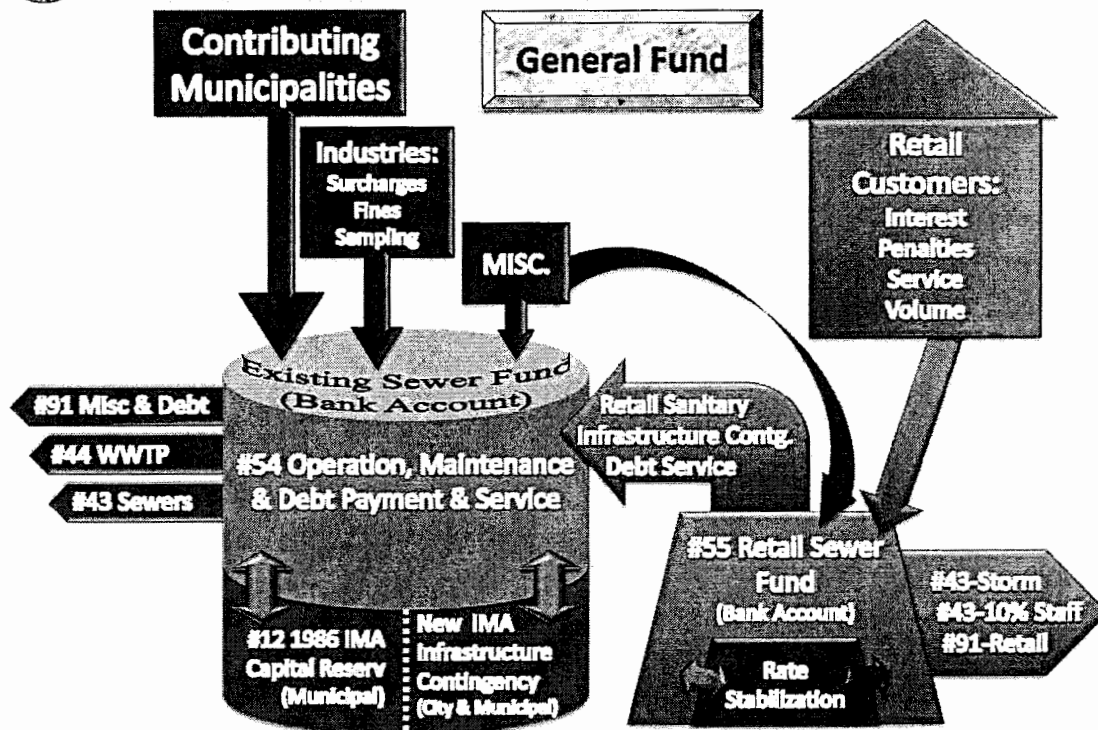 Contributing
Municipalities
General Fund
Industries:
Surcharges
Fines
Sampling
MISC.
Retail
Customers:
Interest
Penalties
Service
Volume
Existing Sewer Fund
(Bank Account)
#91 Misc & Debt
#44 WWTP
#43 Sewers
#54 Operation, Maintenance
& Debt Payment & Service
Retail Sanitary
Infrastructure Contg.
Debt Service
#55 Retail Sewer
Fund
(Bank Account)
#43-Storm
#43-10% Staff
#91-Retail
#12 1986 IMA
Capital Reserv
(Municipal)
New IMA
Infrastructure
Contingency
(City & Municipal)
Rate
Stabilization